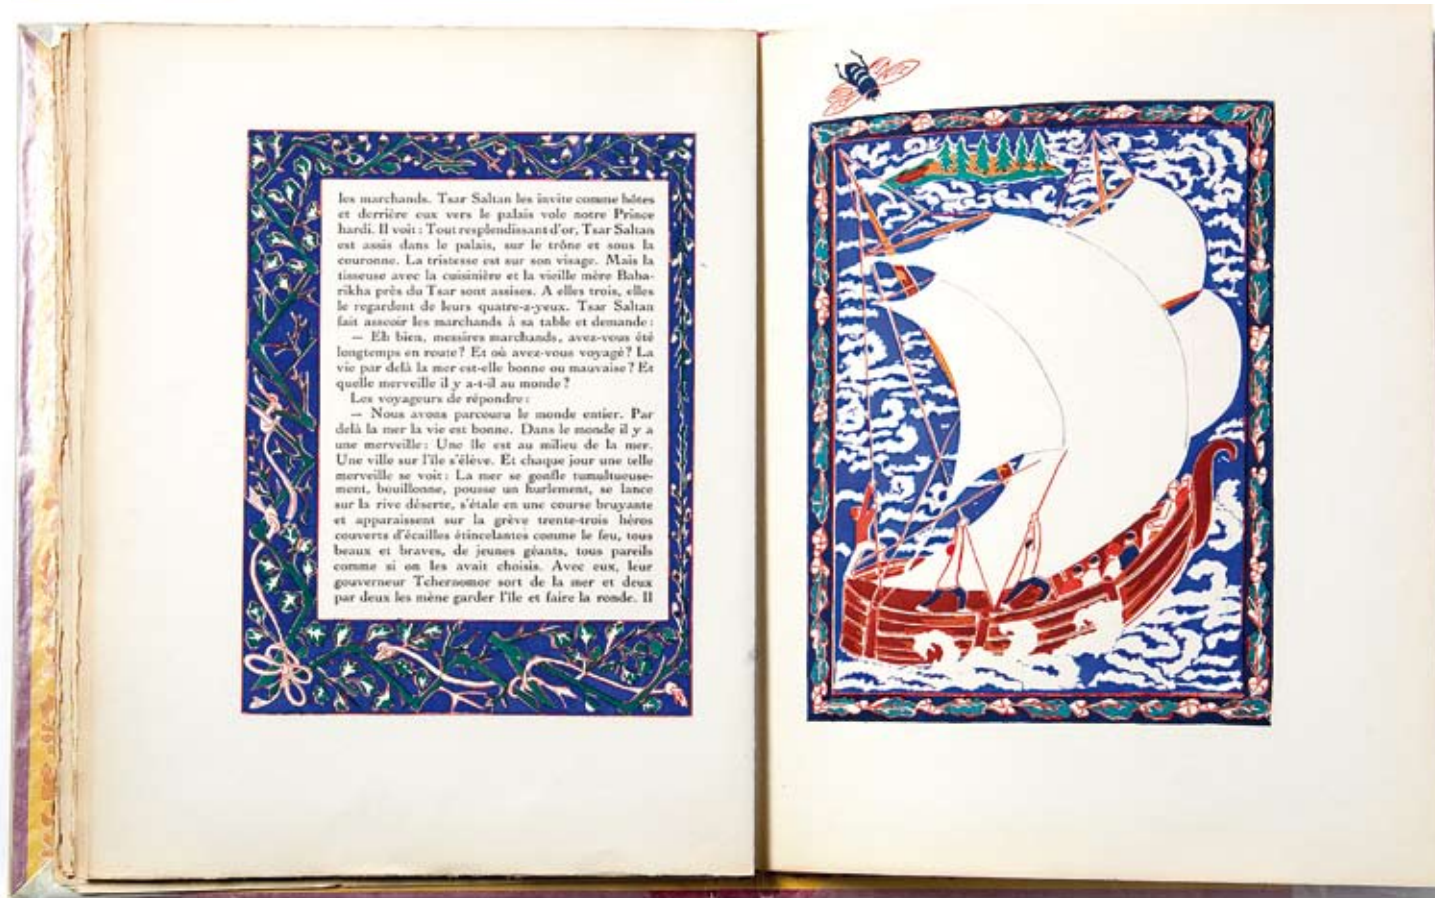 les marchands. Tsar Saltan les invite comme hôtes
et derrière eux vers le palais vole notre Prince
hardi. Il voit : Tout resplendissant d'or, Tsar Saltan
est assis dans le palais, sur le trône et sous la
couronne. La tristesse est sur son visage. Mais la
tisseuse avec la cuisinière et la vieille mère Baba-
rikha près du Tsar sont assises. A elles trois, elles
le regardent de leurs quatre-z-yeux. Tsar Saltan
fait asseoir les marchands à sa table et demande :
— Eh bien, messires marchands, avez-vous été
longtemps en route ? Et où avez-vous voyagé ? La
vie par delà la mer est-elle bonne ou mauvaise ? Et
quelle merveille il y a-t-il au monde ?
Les voyageurs de répondre :
— Nous avons parcouru le monde entier. Par
delà la mer la vie est bonne. Dans le monde il y a
une merveille : Une île est au milieu de la mer.
Une ville sur l'île s'élève. Et chaque jour une telle
merveille se voit : La mer se gonfle tumultueuse-
ment, bouillonne, pousse un hurlement, se lance
sur la rive déserte, s'étale en une course bruyante
et apparaissent sur la grève trente-trois héros
couverts d'écailles étincelantes comme le feu, tous
beaux et braves, de jeunes géants, tous pareils
comme si on les avait choisis. Avec eux, leur
gouverneur Tchernomor sort de la mer et deux
par deux les mène garder l'île et faire la ronde. Il